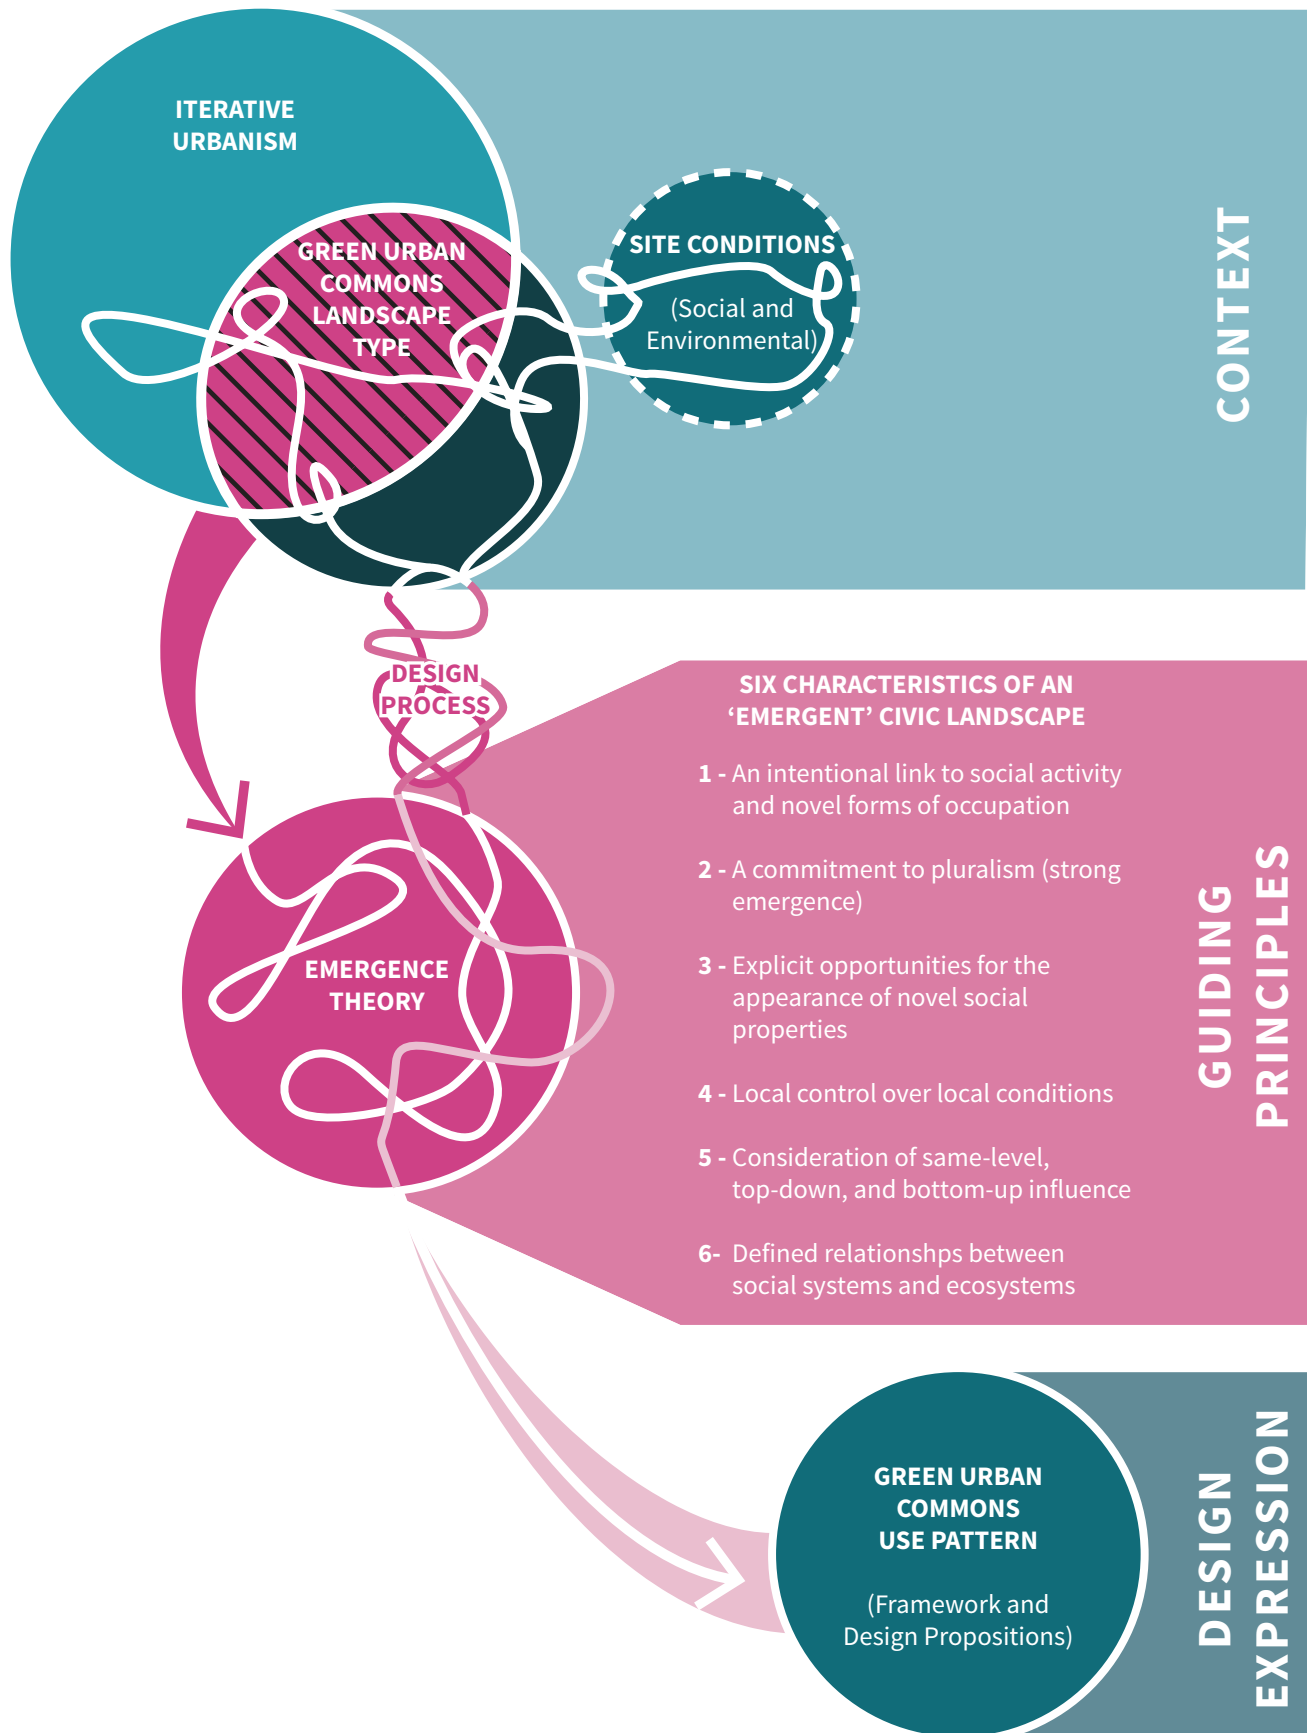 ITERATIVE
URBANISM
GREEN URBAN
COMMONS
LANDSCAPE
TYPE
SITE CONDITIONS
(Social and
Environmental)
CONTEXT
DESIGN
PROCESS
SIX CHARACTERISTICS OF AN
‘EMERGENT’ CIVIC LANDSCAPE
1 - An intentional link to social activity
and novel forms of occupation
2 - A commitment to pluralism (strong
emergence)
3 - Explicit opportunities for the
appearance of novel social
properties
4 - Local control over local conditions
5 - Consideration of same-level,
top-down, and bottom-up influence
6- Defined relationshps between
social systems and ecosystems
EMERGENCE
THEORY
GUIDING
PRINCIPLES
GREEN URBAN
COMMONS
USE PATTERN
(Framework and
Design Propositions)
DESIGN
EXPRESSION